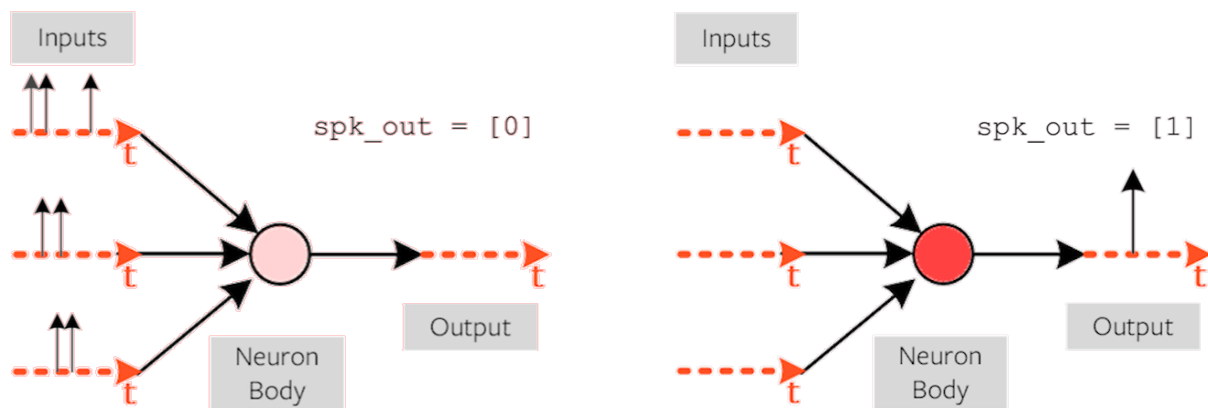 Inputs
spk_out = [0]
t
t
t
Output
Neuron
Body
t
Inputs
spk_out = [1]
t
t
t
Output
Neuron
Body
t